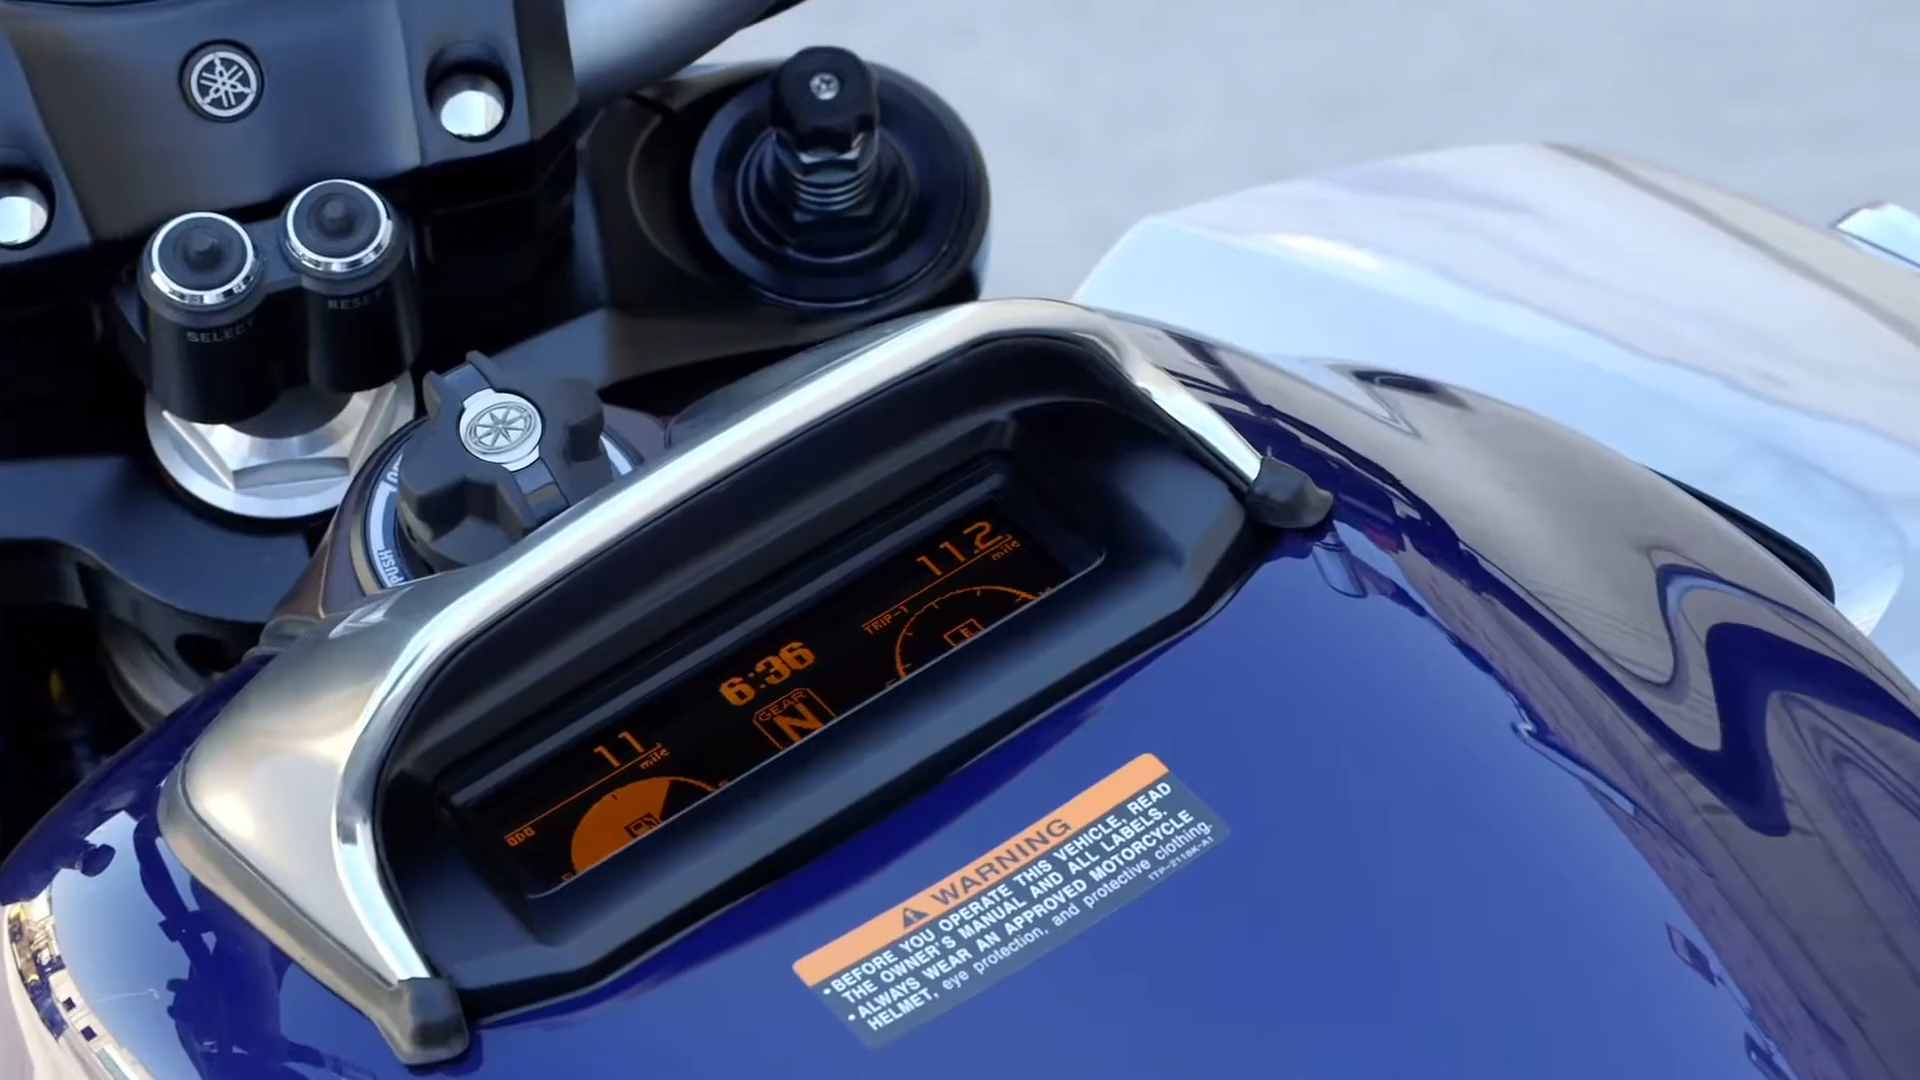 SELECT
RESET
PUSH
11
mile
ODO
6:36
GEAR
N
TRIP-1
11.2
mile
E
WARNING
•BEFORE YOU OPERATE THIS VEHICLE, READ
THE OWNER'S MANUAL AND ALL LABELS.
•ALWAYS WEAR AN APPROVED MOTORCYCLE
HELMET, eye protection, and protective clothing.